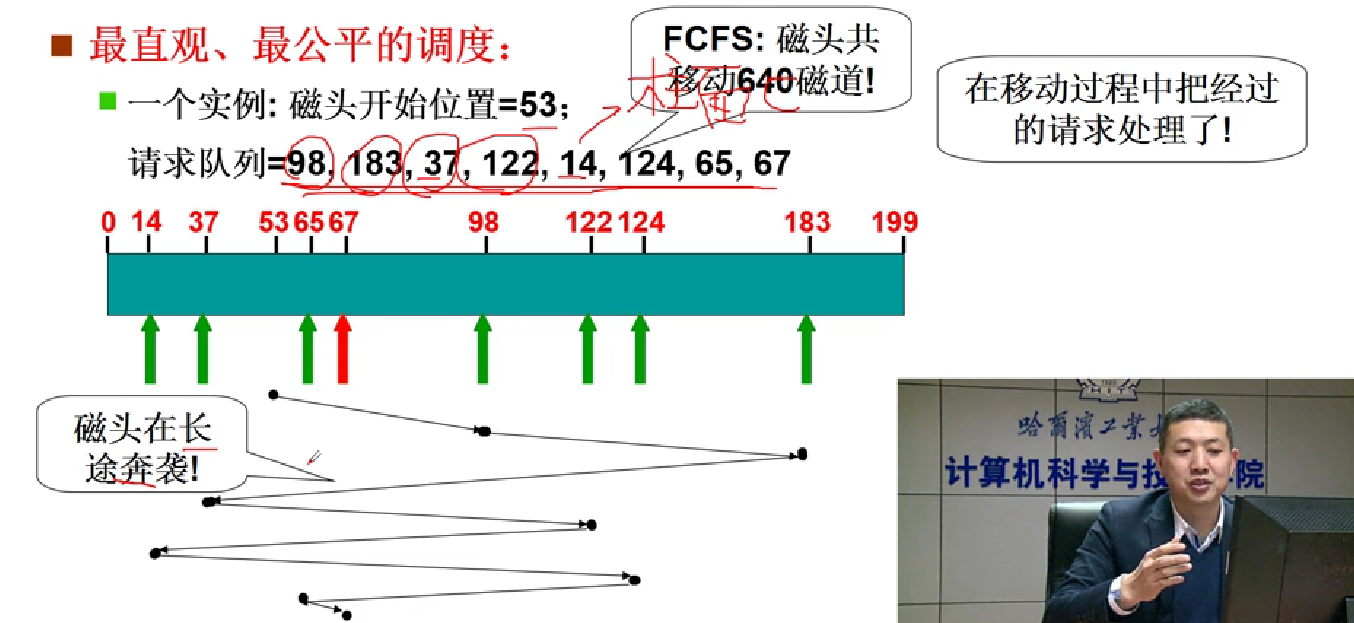 最直观、最公平的调度：
一个实例: 磁头开始位置=53；
请求队列=98, 183, 37, 122, 14, 124, 65, 67
FCFS: 磁头共
移动640磁道!
柱面
在移动过程中把经过
的请求处理了!
0 14 37 53 65 67 98 122 124 183 199
磁头在长
途奔袭!
哈尔滨工业大
计算机科学与技 学院